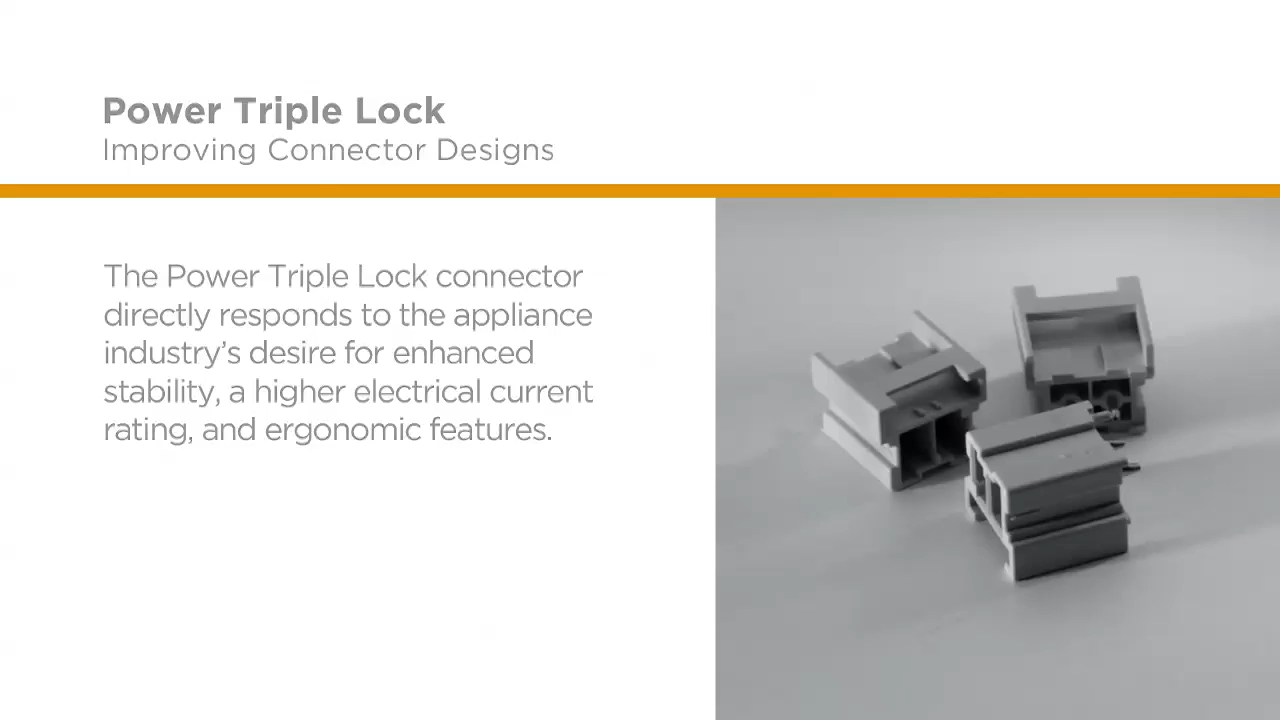 Power Triple Lock
Improving Connector Designs
The Power Triple Lock connector
directly responds to the appliance
industry’s desire for enhanced
stability, a higher electrical current
rating, and ergonomic features.